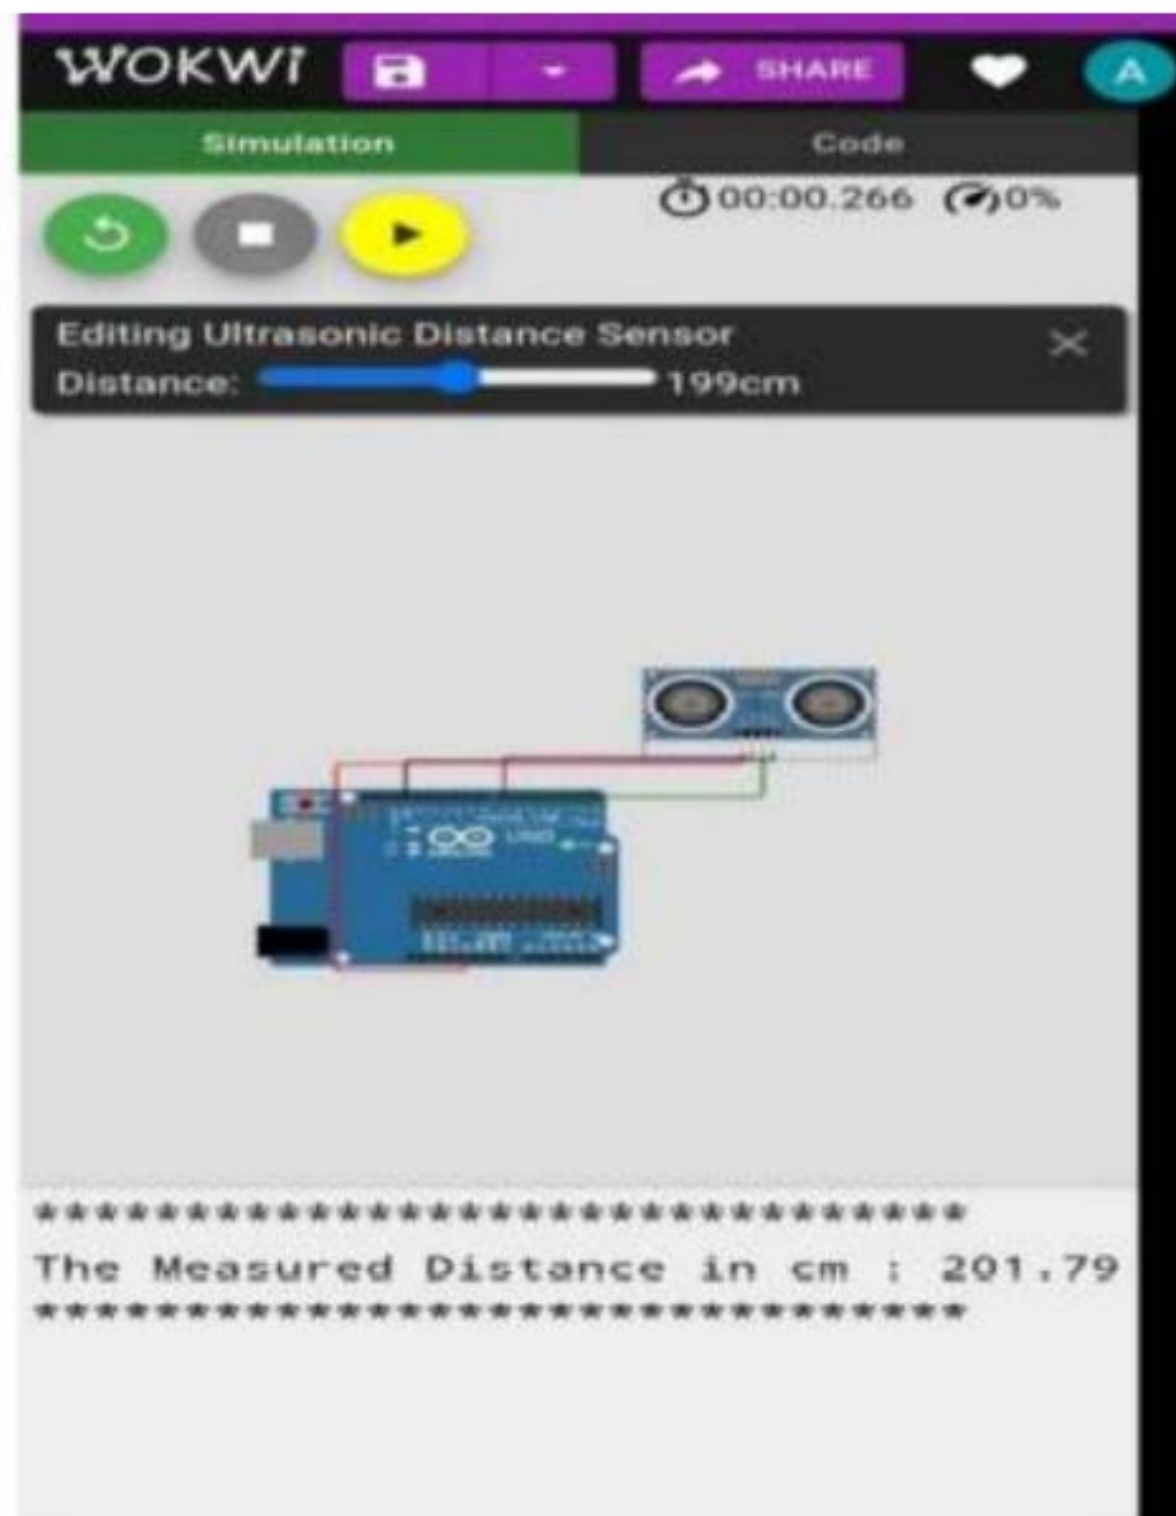 WOKWi
SHARE
A
Simulation
Code
00:00.266
0%
Editing Ultrasonic Distance Sensor
Distance: 199cm
UNO
*******************************
The Measured Distance in cm : 201.79
*******************************